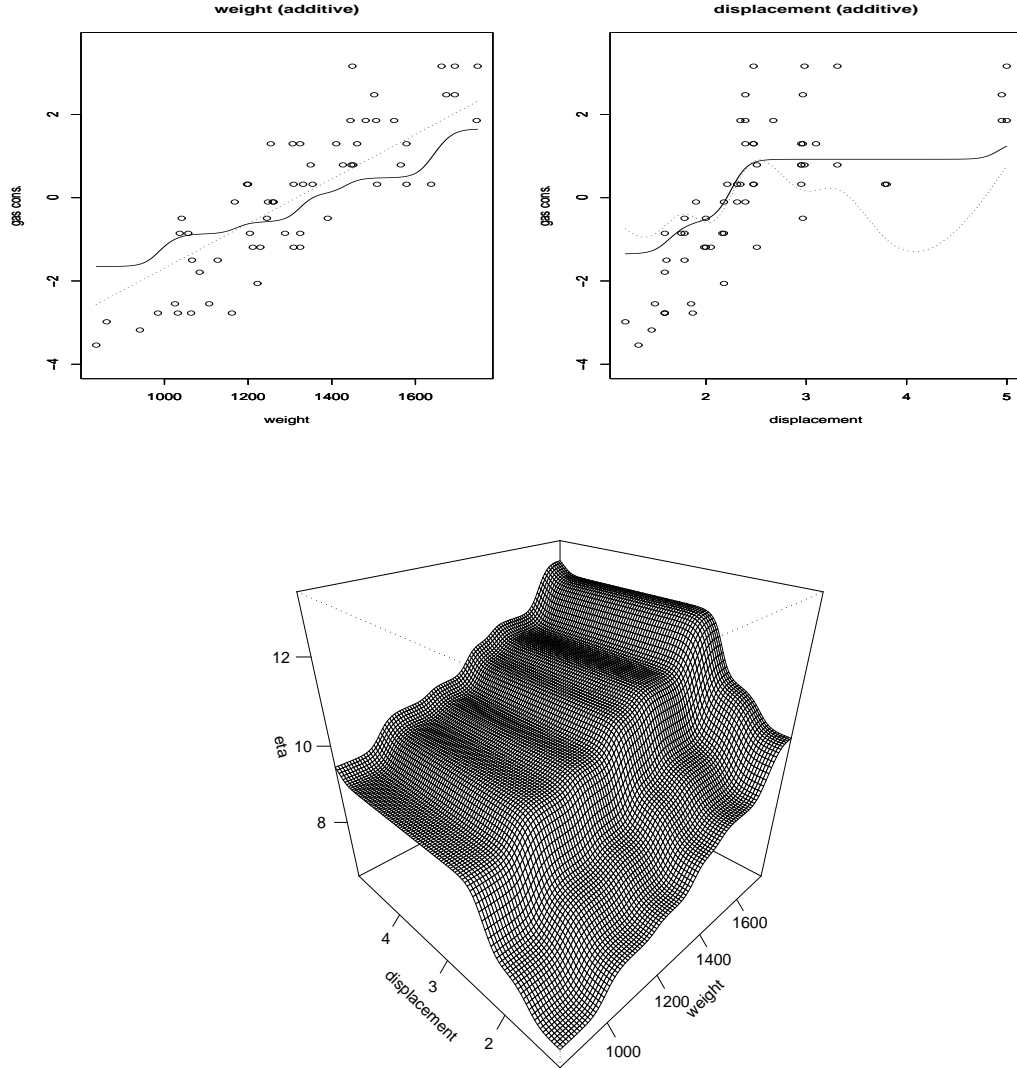 weight (additive)
displacement (additive)
gas cons.
2
0
-2
-4
1000 1200 1400 1600
weight
gas cons.
2
0
-2
-4
2 3 4 5
displacement
12
eta
10
8
4
3
2
displacement
1600
1400
1200
1000
weight